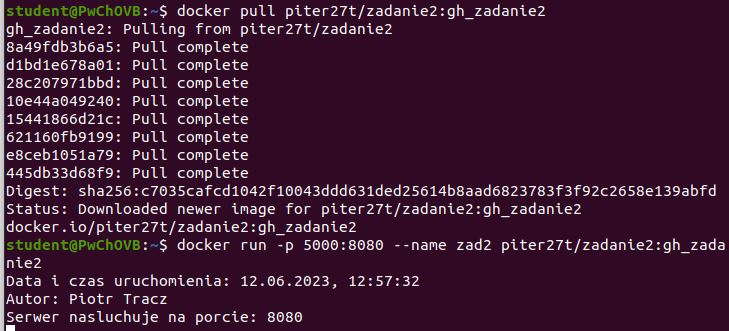 student@PwChOVB:~$ docker pull piter27t/zadanie2:gh_zadanie2
gh_zadanie2: Pulling from piter27t/zadanie2
8a49fdb3b6a5: Pull complete
d1bd1e678a01: Pull complete
28c207971bbd: Pull complete
10e44a049240: Pull complete
15441866d21c: Pull complete
621160fb9199: Pull complete
e8ceb1051a79: Pull complete
445db33d68f9: Pull complete
Digest: sha256:c7035cafcd1042f10043ddd631ded25614b8aad6823783f3f92c2658e139abfd
Status: Downloaded newer image for piter27t/zadanie2:gh_zadanie2
docker.io/piter27t/zadanie2:gh_zadanie2
student@PwChOVB:~$ docker run -p 5000:8080 --name zad2 piter27t/zadanie2:gh_zada
nie2
Data i czas uruchomienia: 12.06.2023, 12:57:32
Autor: Piotr Tracz
Serwer nasluchuje na porcie: 8080